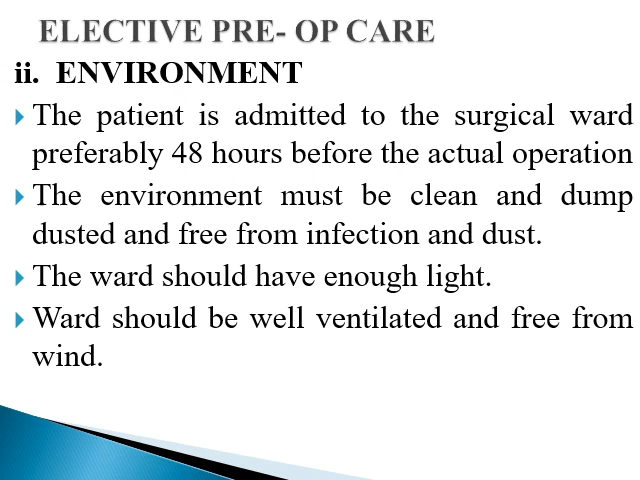 ELECTIVE PRE- OP CARE
ii. ENVIRONMENT
The patient is admitted to the surgical ward
preferably 48 hours before the actual operation
The environment must be clean and dump
dusted and free from infection and dust.
The ward should have enough light.
Ward should be well ventilated and free from
wind.